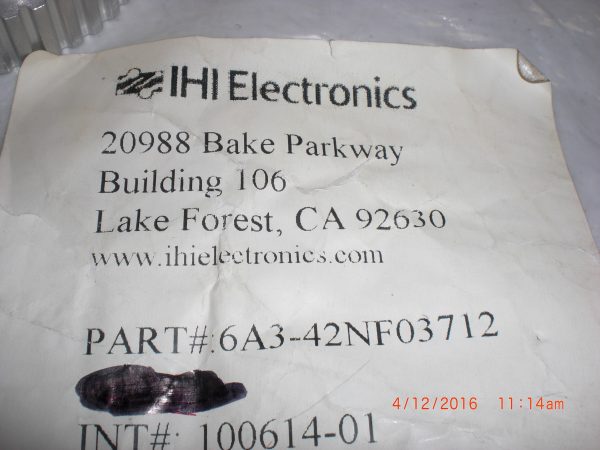 IHI Electronics
20988 Bake Parkway
Building 106
Lake Forest, CA 92630
www.ihielectronics.com
PART#:6A3-42NF03712
4/12/2016 11:14am
INT#: 100614-01